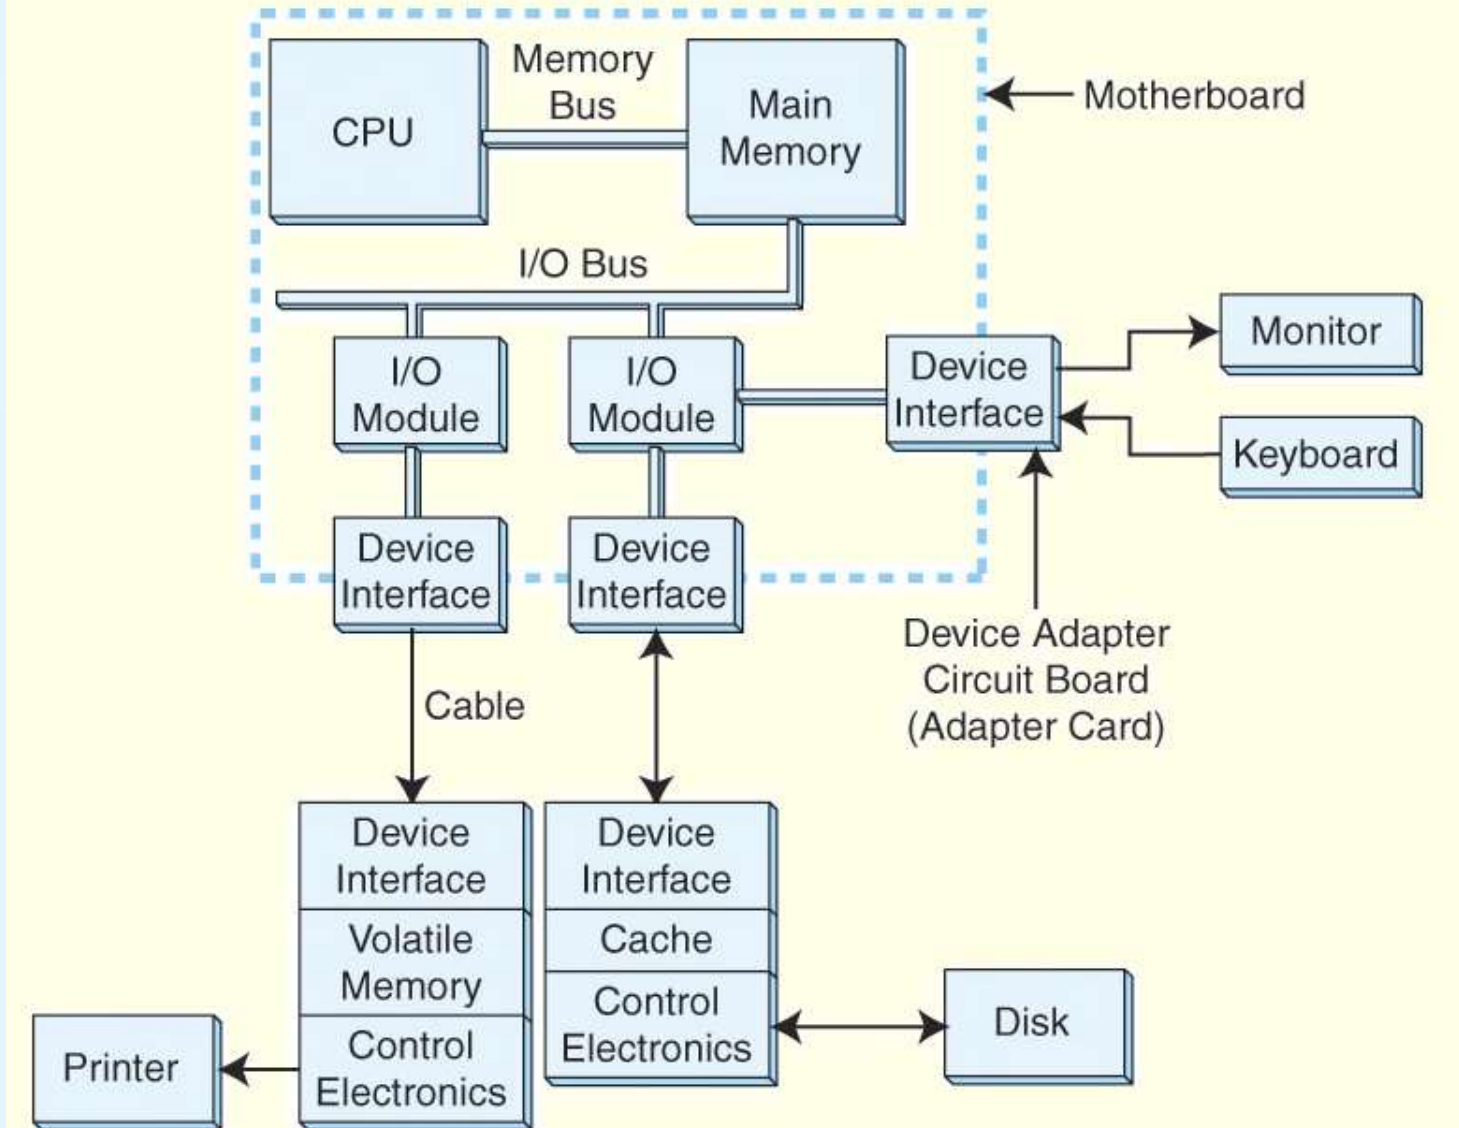 CPU
Memory
Bus
Main
Memory
Motherboard
I/O Bus
I/O
Module
I/O
Module
Device
Interface
Monitor
Keyboard
Device
Interface
Device
Interface
Device Adapter
Circuit Board
(Adapter Card)
Cable
Device
Interface
Volatile
Memory
Control
Electronics
Device
Interface
Cache
Control
Electronics
Disk
Printer